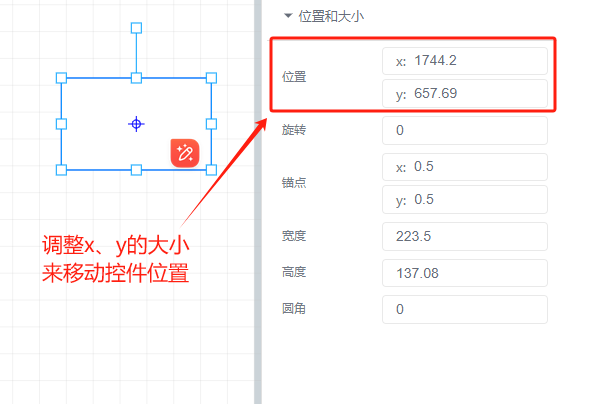 位置和大小
位置
x: 1744.2
y: 657.69
旋转
0
锚点
x: 0.5
y: 0.5
宽度
223.5
高度
137.08
圆角
0
调整x、y的大小
来移动控件位置